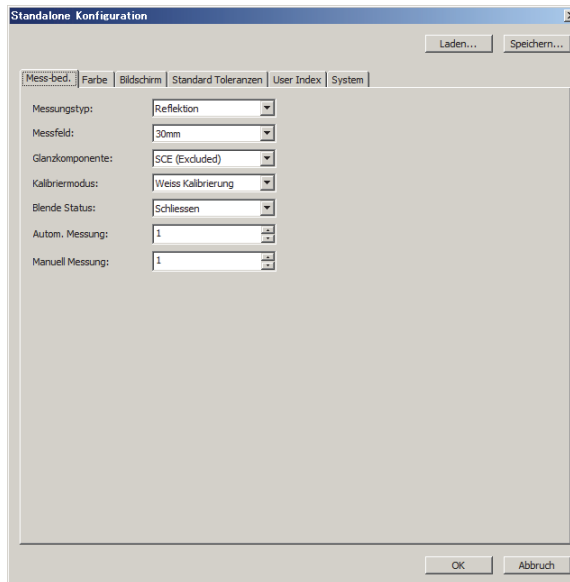 Standalone Konfiguration
Laden... Speichern...
Mess-bed. Farbe Bildschirm Standard Toleranzen User Index System
Messungstyp: Reflektion
Messfeld: 30mm
Glanzkomponente: SCE (Excluded)
Kalibriermodus: Weiss Kalibrierung
Blende Status: Schliessen
Autom. Messung: 1
Manuell Messung: 1
OK Abbruch